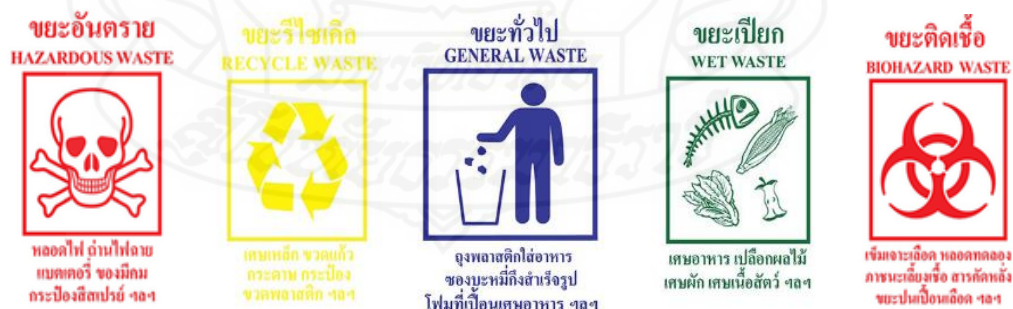 ขยะอันตราย
HAZARDOUS WASTE
หลอดไฟ ถ่านไฟฉาย
แบตเตอรี่ ของมีคม
กระป๋องสีสเปรย์ ฯลฯ
ขยะรีไซเคิล
RECYCLE WASTE
เศษเหล็ก ขวดแก้ว
กระดาษ กระป๋อง
ขวดพลาสติก ฯลฯ
ขยะทั่วไป
GENERAL WASTE
ถุงพลาสติกใส่อาหาร
ซองบะหมี่กึ่งสำเร็จรูป
โฟมที่เปื้อนเศษอาหาร ฯลฯ
ขยะเปียก
WET WASTE
เศษอาหาร เปลือกผลไม้
เศษผัก เศษเนื้อสัตว์ ฯลฯ
ขยะติดเชื้อ
BIOHAZARD WASTE
เข็มเจาะเลือด หลอดทดลอง
ภาชนะเลี้ยงเชื้อ สารคัดหลั่ง
ขยะปนเปื้อนเลือด ฯลฯ